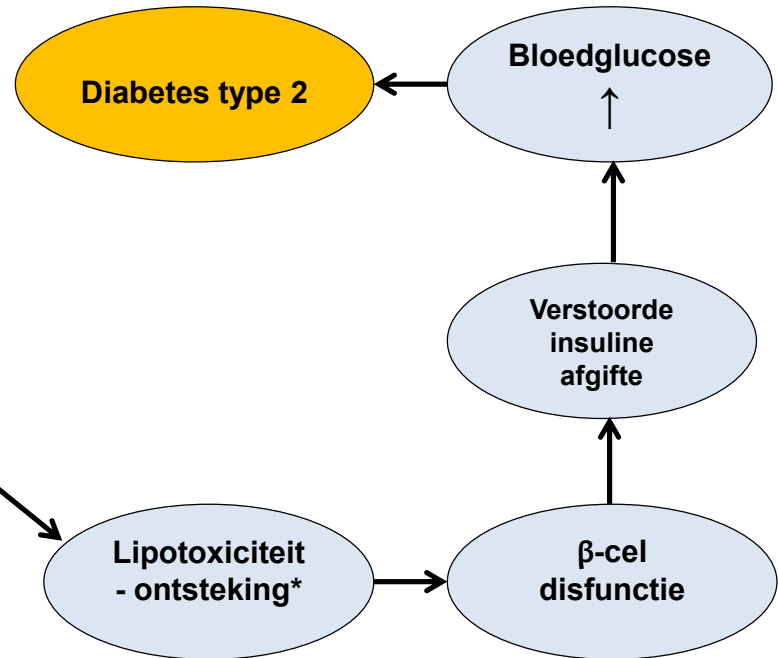 Diabetes type 2
Bloedglucose
↑
Verstoorde
insuline
afgifte
Lipotoxiciteit
- ontsteking*
β-cel
disfunctie